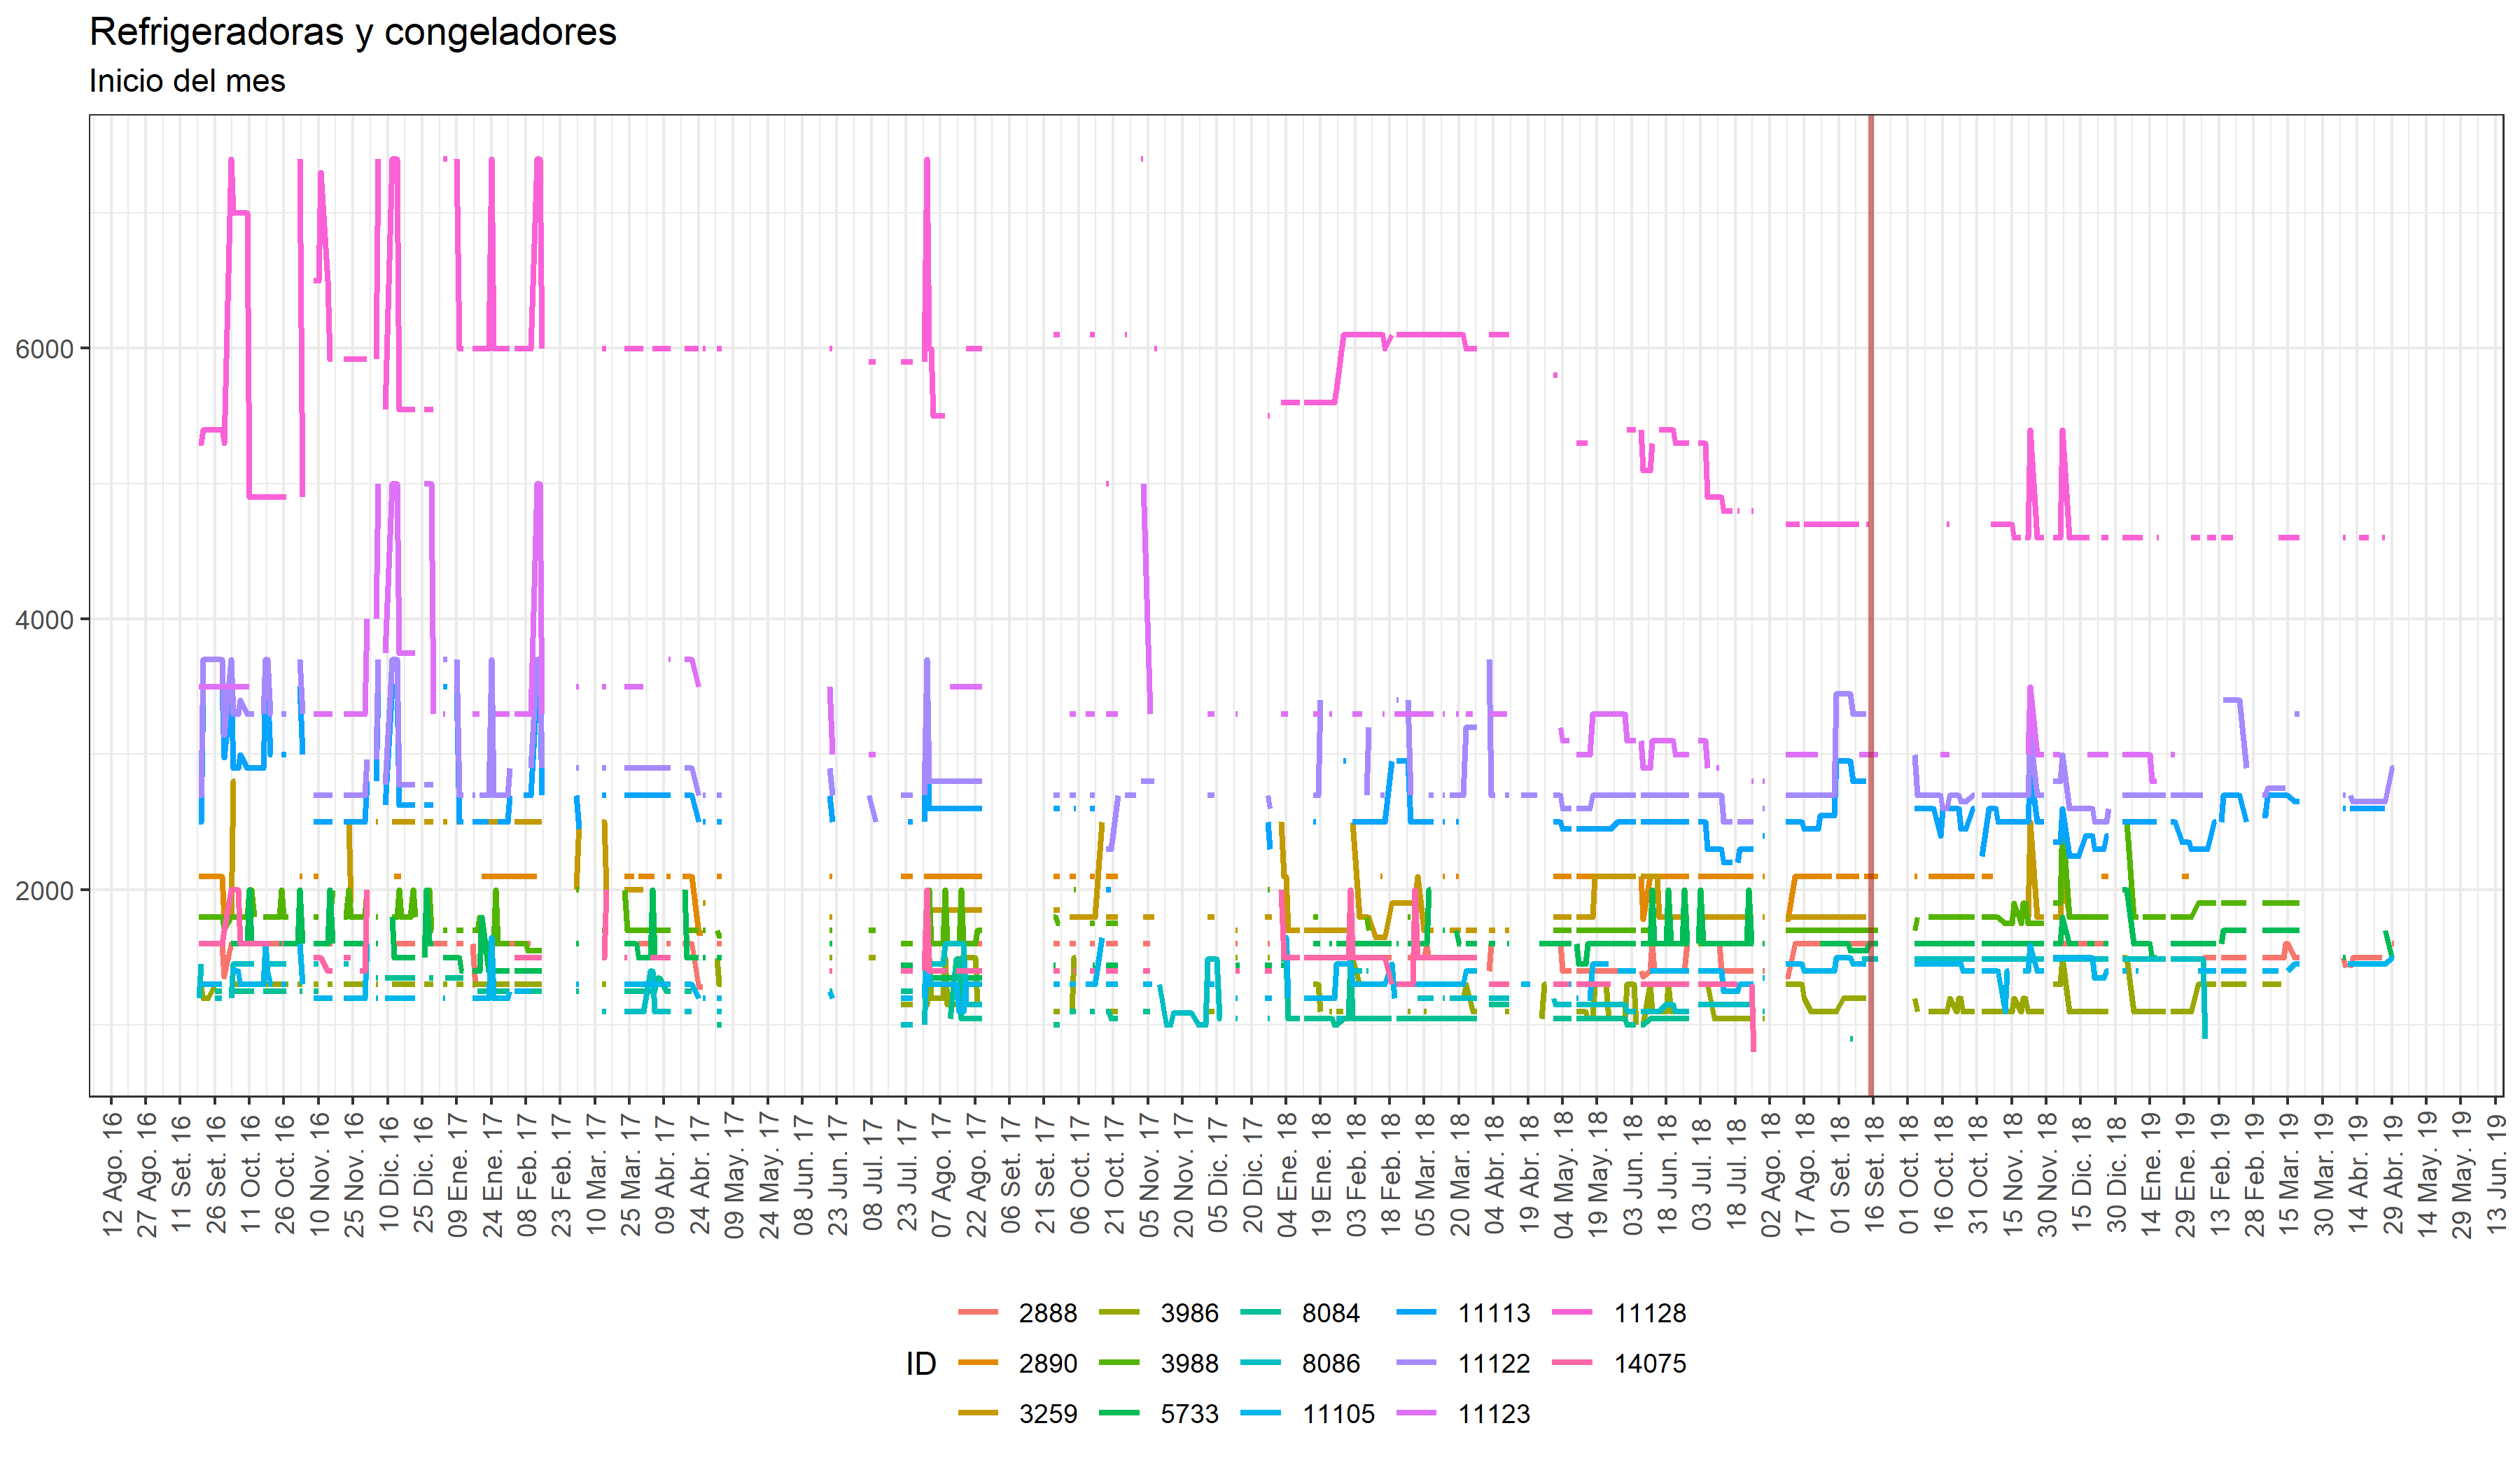 Refrigeradoras y congeladores
Inicio del mes
6000
4000
2000
12 Ago. 16
27 Ago. 16
11 Set. 16
26 Set. 16
11 Oct. 16
26 Oct. 16
10 Nov. 16
25 Nov. 16
10 Dic. 16
25 Dic. 16
09 Ene. 17
24 Ene. 17
08 Feb. 17
23 Feb. 17
10 Mar. 17
25 Mar. 17
09 Abr. 17
24 Abr. 17
09 May. 17
24 May. 17
08 Jun. 17
23 Jun. 17
08 Jul. 17
23 Jul. 17
07 Ago. 17
22 Ago. 17
06 Set. 17
21 Set. 17
06 Oct. 17
21 Oct. 17
05 Nov. 17
20 Nov. 17
05 Dic. 17
20 Dic. 17
04 Ene. 18
19 Ene. 18
03 Feb. 18
18 Feb. 18
05 Mar. 18
20 Mar. 18
04 Abr. 18
19 Abr. 18
04 May. 18
19 May. 18
03 Jun. 18
18 Jun. 18
03 Jul. 18
18 Jul. 18
02 Ago. 18
17 Ago. 18
01 Set. 18
16 Set. 18
01 Oct. 18
16 Oct. 18
31 Oct. 18
15 Nov. 18
30 Nov. 18
15 Dic. 18
30 Dic. 18
14 Ene. 19
29 Ene. 19
13 Feb. 19
28 Feb. 19
15 Mar. 19
30 Mar. 19
14 Abr. 19
29 Abr. 19
14 May. 19
29 May. 19
13 Jun. 19
ID
2888
2890
3259
3986
3988
5733
8084
8086
11105
11113
11122
11123
11128
14075